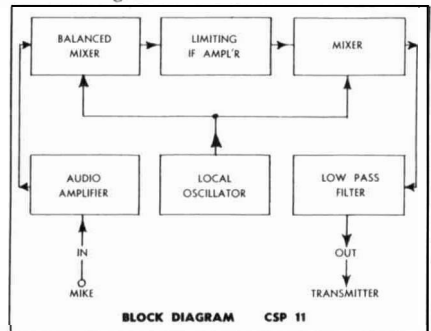 BALANCED
MIXER
LIMITING
IF AMPL'R
MIXER
AUDIO
AMPLIFIER
LOCAL
OSCILLATOR
LOW PASS
FILTER
IN
OUT
MIKE
TRANSMITTER
BLOCK DIAGRAM CSP 11